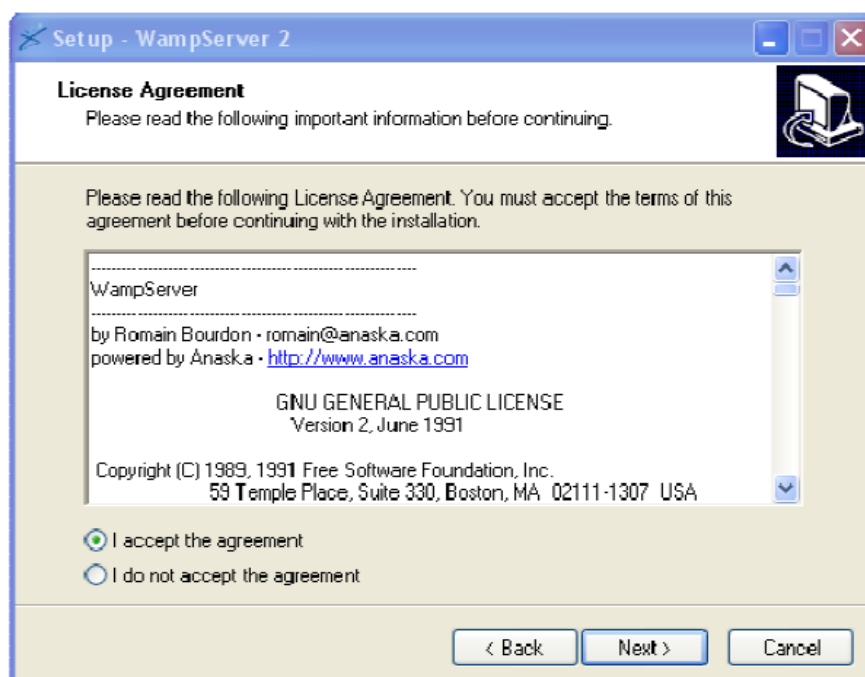 Setup - WampServer 2
License Agreement
Please read the following important information before continuing.
Please read the following License Agreement. You must accept the terms of this
agreement before continuing with the installation.
------------------------------------------------------------------
WampServer
------------------------------------------------------------------
by Romain Bourdon - romain@anaska.com
powered by Anaska - http://www.anaska.com
GNU GENERAL PUBLIC LICENSE
Version 2, June 1991
Copyright (C) 1989, 1991 Free Software Foundation, Inc.
59 Temple Place, Suite 330, Boston, MA 02111-1307 USA
I accept the agreement
I do not accept the agreement
< Back Next > Cancel